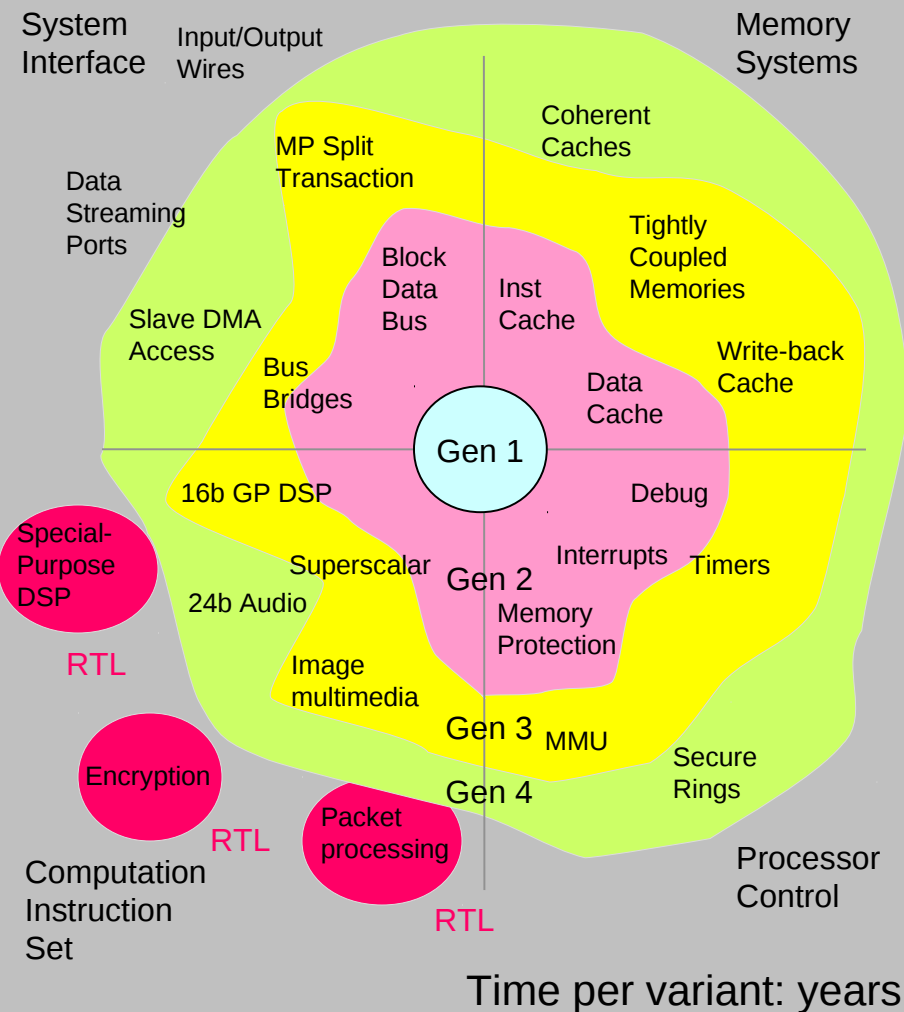 System
Interface
Input/Output
Wires
Memory
Systems
Coherent
Caches
MP Split
Transaction
Data
Streaming
Ports
Tightly
Coupled
Memories
Block
Data
Bus
Inst
Cache
Slave DMA
Access
Write-back
Cache
Bus
Bridges
Data
Cache
Gen 1
16b GP DSP
Debug
Special-
Purpose
DSP
Interrupts
Superscalar
Gen 2
Timers
24b Audio
Memory
Protection
RTL
Image
multimedia
Gen 3
MMU
Secure
Rings
Encryption
Gen 4
Packet
processing
RTL
Computation
Instruction
Set
Processor
Control
RTL
Time per variant: years